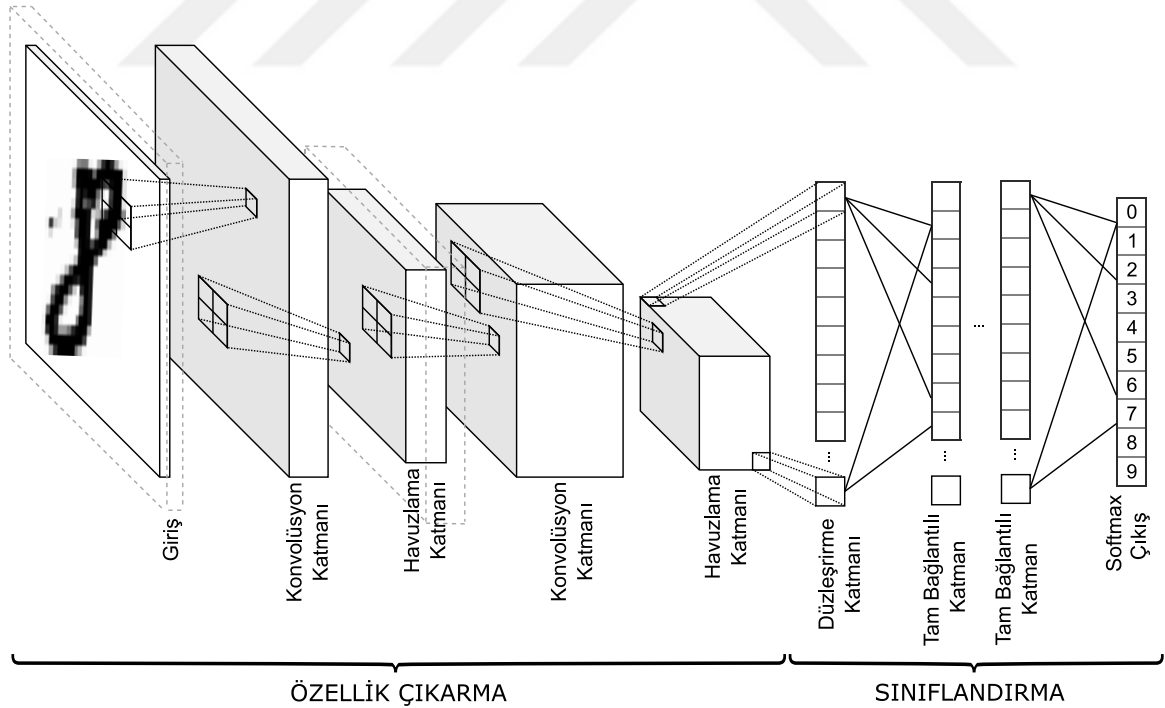 Giriş
Konvolüsyon
Katmanı
Havuzlama
Katmanı
Konvolüsyon
Katmanı
Havuzlama
Katmanı
Düzleşrirme
Katmanı
Tam Bağlantılı
Katman
Tam Bağlantılı
Katman
Softmax
Çıkış
...
...
...
...
0
1
2
3
4
5
6
7
8
9
ÖZELLİK ÇIKARMA
SINIFLANDIRMA